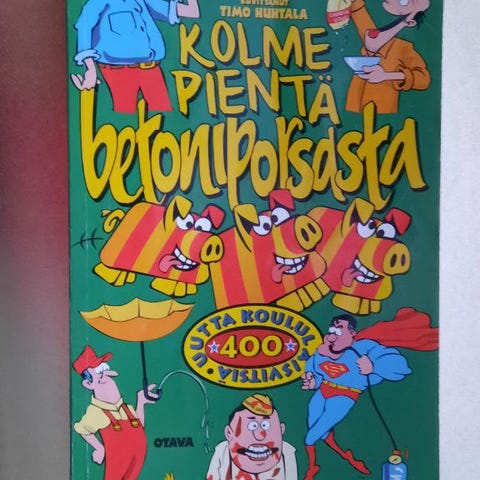 KUVITTANUT
TIMO HUHTALA
KOLME
PIENTÄ
betoniporsasta
UUTTA KOULULAISVITSIÄ
400
OTAVA
S